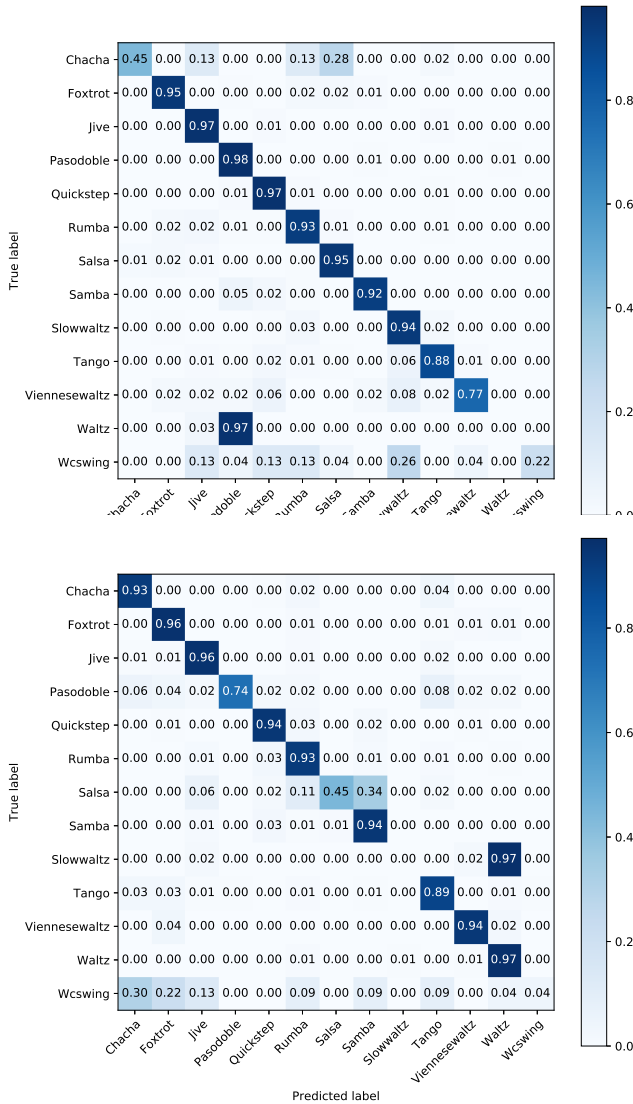 Chacha 0.45 0.00 0.13 0.00 0.00 0.13 0.28 0.00 0.00 0.02 0.00 0.00 0.00
Foxtrot 0.00 0.95 0.00 0.00 0.00 0.02 0.02 0.01 0.00 0.00 0.00 0.00 0.00
Jive 0.00 0.00 0.97 0.00 0.01 0.00 0.00 0.00 0.00 0.01 0.00 0.00 0.00
Pasodoble 0.00 0.00 0.00 0.98 0.00 0.00 0.00 0.01 0.00 0.00 0.00 0.01 0.00
Quickstep 0.00 0.00 0.00 0.01 0.97 0.01 0.00 0.00 0.00 0.01 0.00 0.00 0.00
Rumba 0.00 0.02 0.02 0.01 0.00 0.93 0.01 0.00 0.00 0.01 0.00 0.00 0.00
Salsa 0.01 0.02 0.01 0.00 0.00 0.00 0.95 0.00 0.00 0.00 0.00 0.00 0.00
Samba 0.00 0.00 0.00 0.05 0.02 0.00 0.00 0.92 0.00 0.00 0.00 0.00 0.00
Slowwaltz 0.00 0.00 0.00 0.00 0.00 0.03 0.00 0.00 0.94 0.02 0.00 0.00 0.00
Tango 0.00 0.00 0.01 0.00 0.02 0.01 0.00 0.00 0.06 0.88 0.01 0.00 0.00
Viennesewaltz 0.00 0.02 0.02 0.02 0.06 0.00 0.00 0.02 0.08 0.02 0.77 0.00 0.00
Waltz 0.00 0.00 0.03 0.97 0.00 0.00 0.00 0.00 0.00 0.00 0.00 0.00 0.00
Wcswing 0.00 0.00 0.13 0.04 0.13 0.13 0.04 0.00 0.26 0.00 0.04 0.00 0.22
True label
Jive Rumba Salsa Tango Waltz
0.8
0.6
0.4
0.2
Chacha 0.93 0.00 0.00 0.00 0.00 0.02 0.00 0.00 0.00 0.04 0.00 0.00 0.00
Foxtrot 0.00 0.96 0.00 0.00 0.00 0.01 0.00 0.00 0.00 0.01 0.01 0.01 0.00
Jive 0.01 0.01 0.96 0.00 0.00 0.01 0.00 0.00 0.00 0.02 0.00 0.00 0.00
Pasodoble 0.06 0.04 0.02 0.74 0.02 0.02 0.00 0.00 0.00 0.08 0.02 0.02 0.00
Quickstep 0.00 0.01 0.00 0.00 0.94 0.03 0.00 0.02 0.00 0.00 0.01 0.00 0.00
Rumba 0.00 0.00 0.01 0.00 0.03 0.93 0.00 0.01 0.00 0.01 0.00 0.00 0.00
Salsa 0.00 0.00 0.06 0.00 0.02 0.11 0.45 0.34 0.00 0.02 0.00 0.00 0.00
Samba 0.00 0.00 0.01 0.00 0.03 0.01 0.01 0.94 0.00 0.00 0.00 0.00 0.00
Slowwaltz 0.00 0.00 0.02 0.00 0.00 0.00 0.00 0.00 0.00 0.00 0.02 0.97 0.00
Tango 0.03 0.03 0.01 0.00 0.00 0.01 0.00 0.01 0.00 0.89 0.00 0.01 0.00
Viennesewaltz 0.00 0.04 0.00 0.00 0.00 0.00 0.00 0.00 0.00 0.00 0.94 0.02 0.00
Waltz 0.00 0.00 0.00 0.00 0.00 0.01 0.00 0.00 0.01 0.00 0.01 0.97 0.00
Wcswing 0.30 0.22 0.13 0.00 0.00 0.09 0.00 0.09 0.00 0.09 0.00 0.04 0.04
True label
Chacha Foxtrot Jive Pasodoble Quickstep Rumba Salsa Samba Slowwaltz Tango Viennesewaltz Waltz Wcswing
Predicted label
0.8
0.6
0.4
0.2
0.0